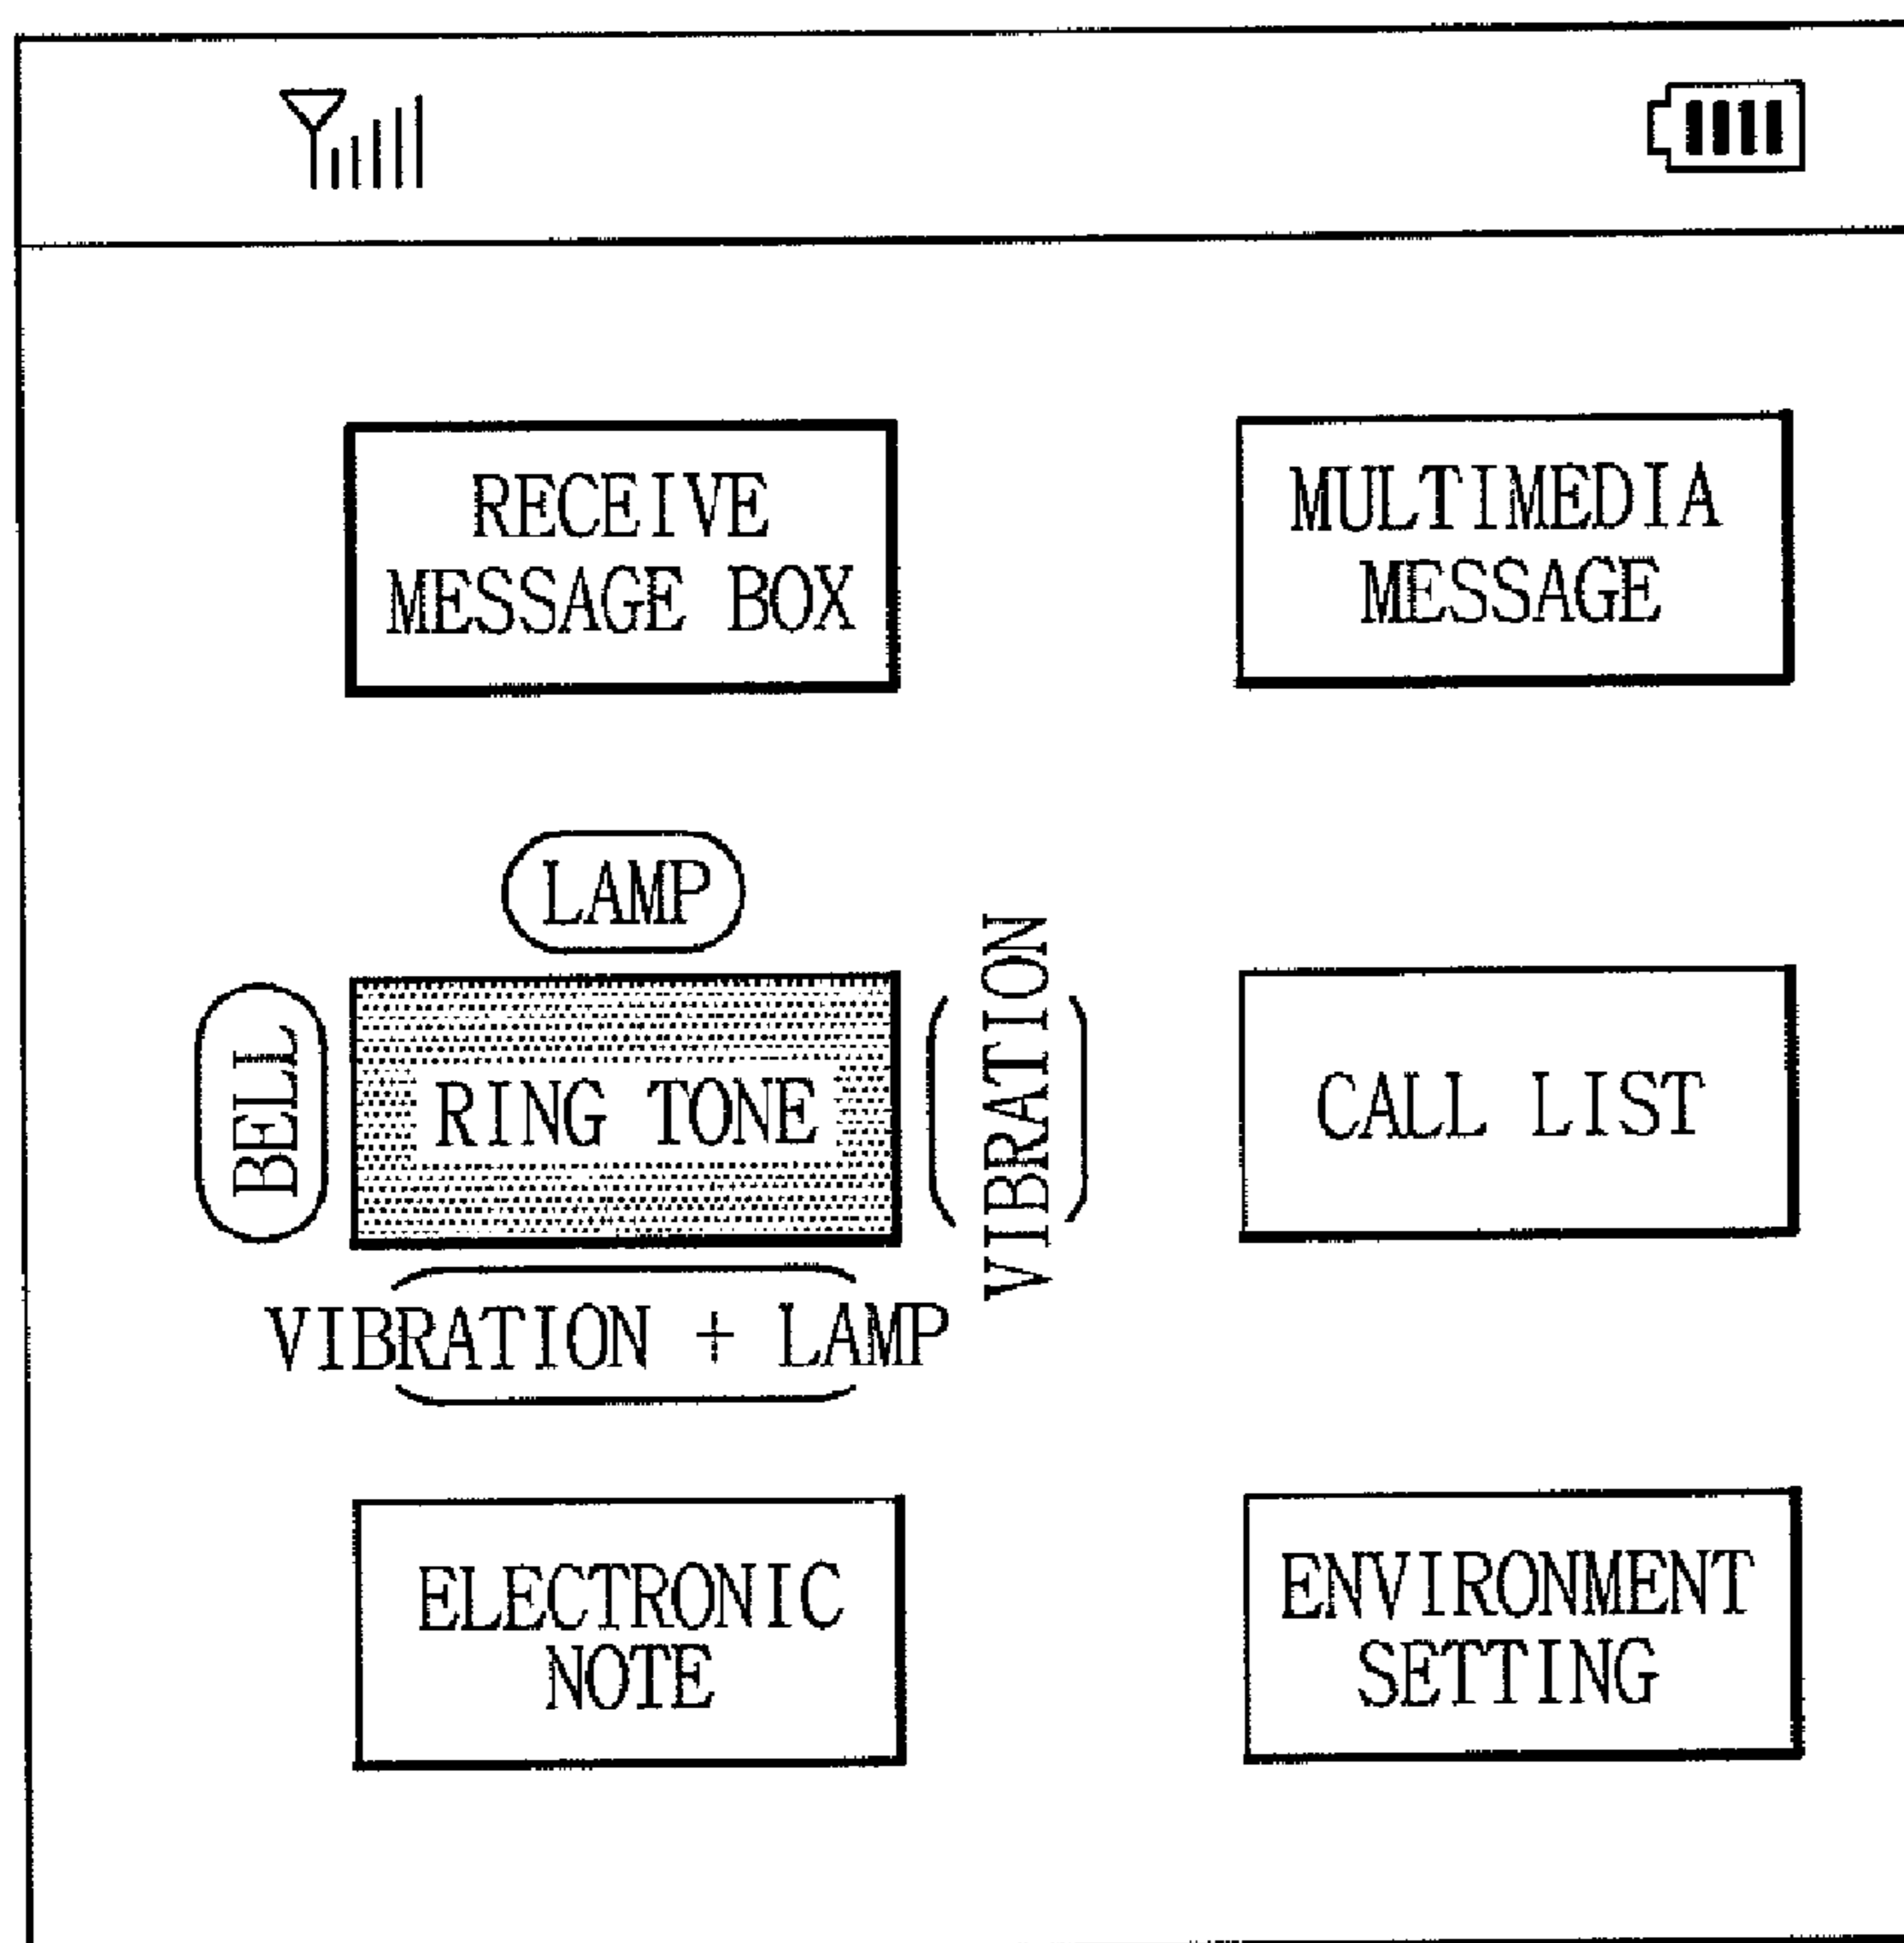 RECEIVE
MESSAGE BOX
MULTIMEDIA
MESSAGE
LAMP
BELL
RING TONE
VIBRATION
CALL LIST
VIBRATION + LAMP
ELECTRONIC
NOTE
ENVIRONMENT
SETTING